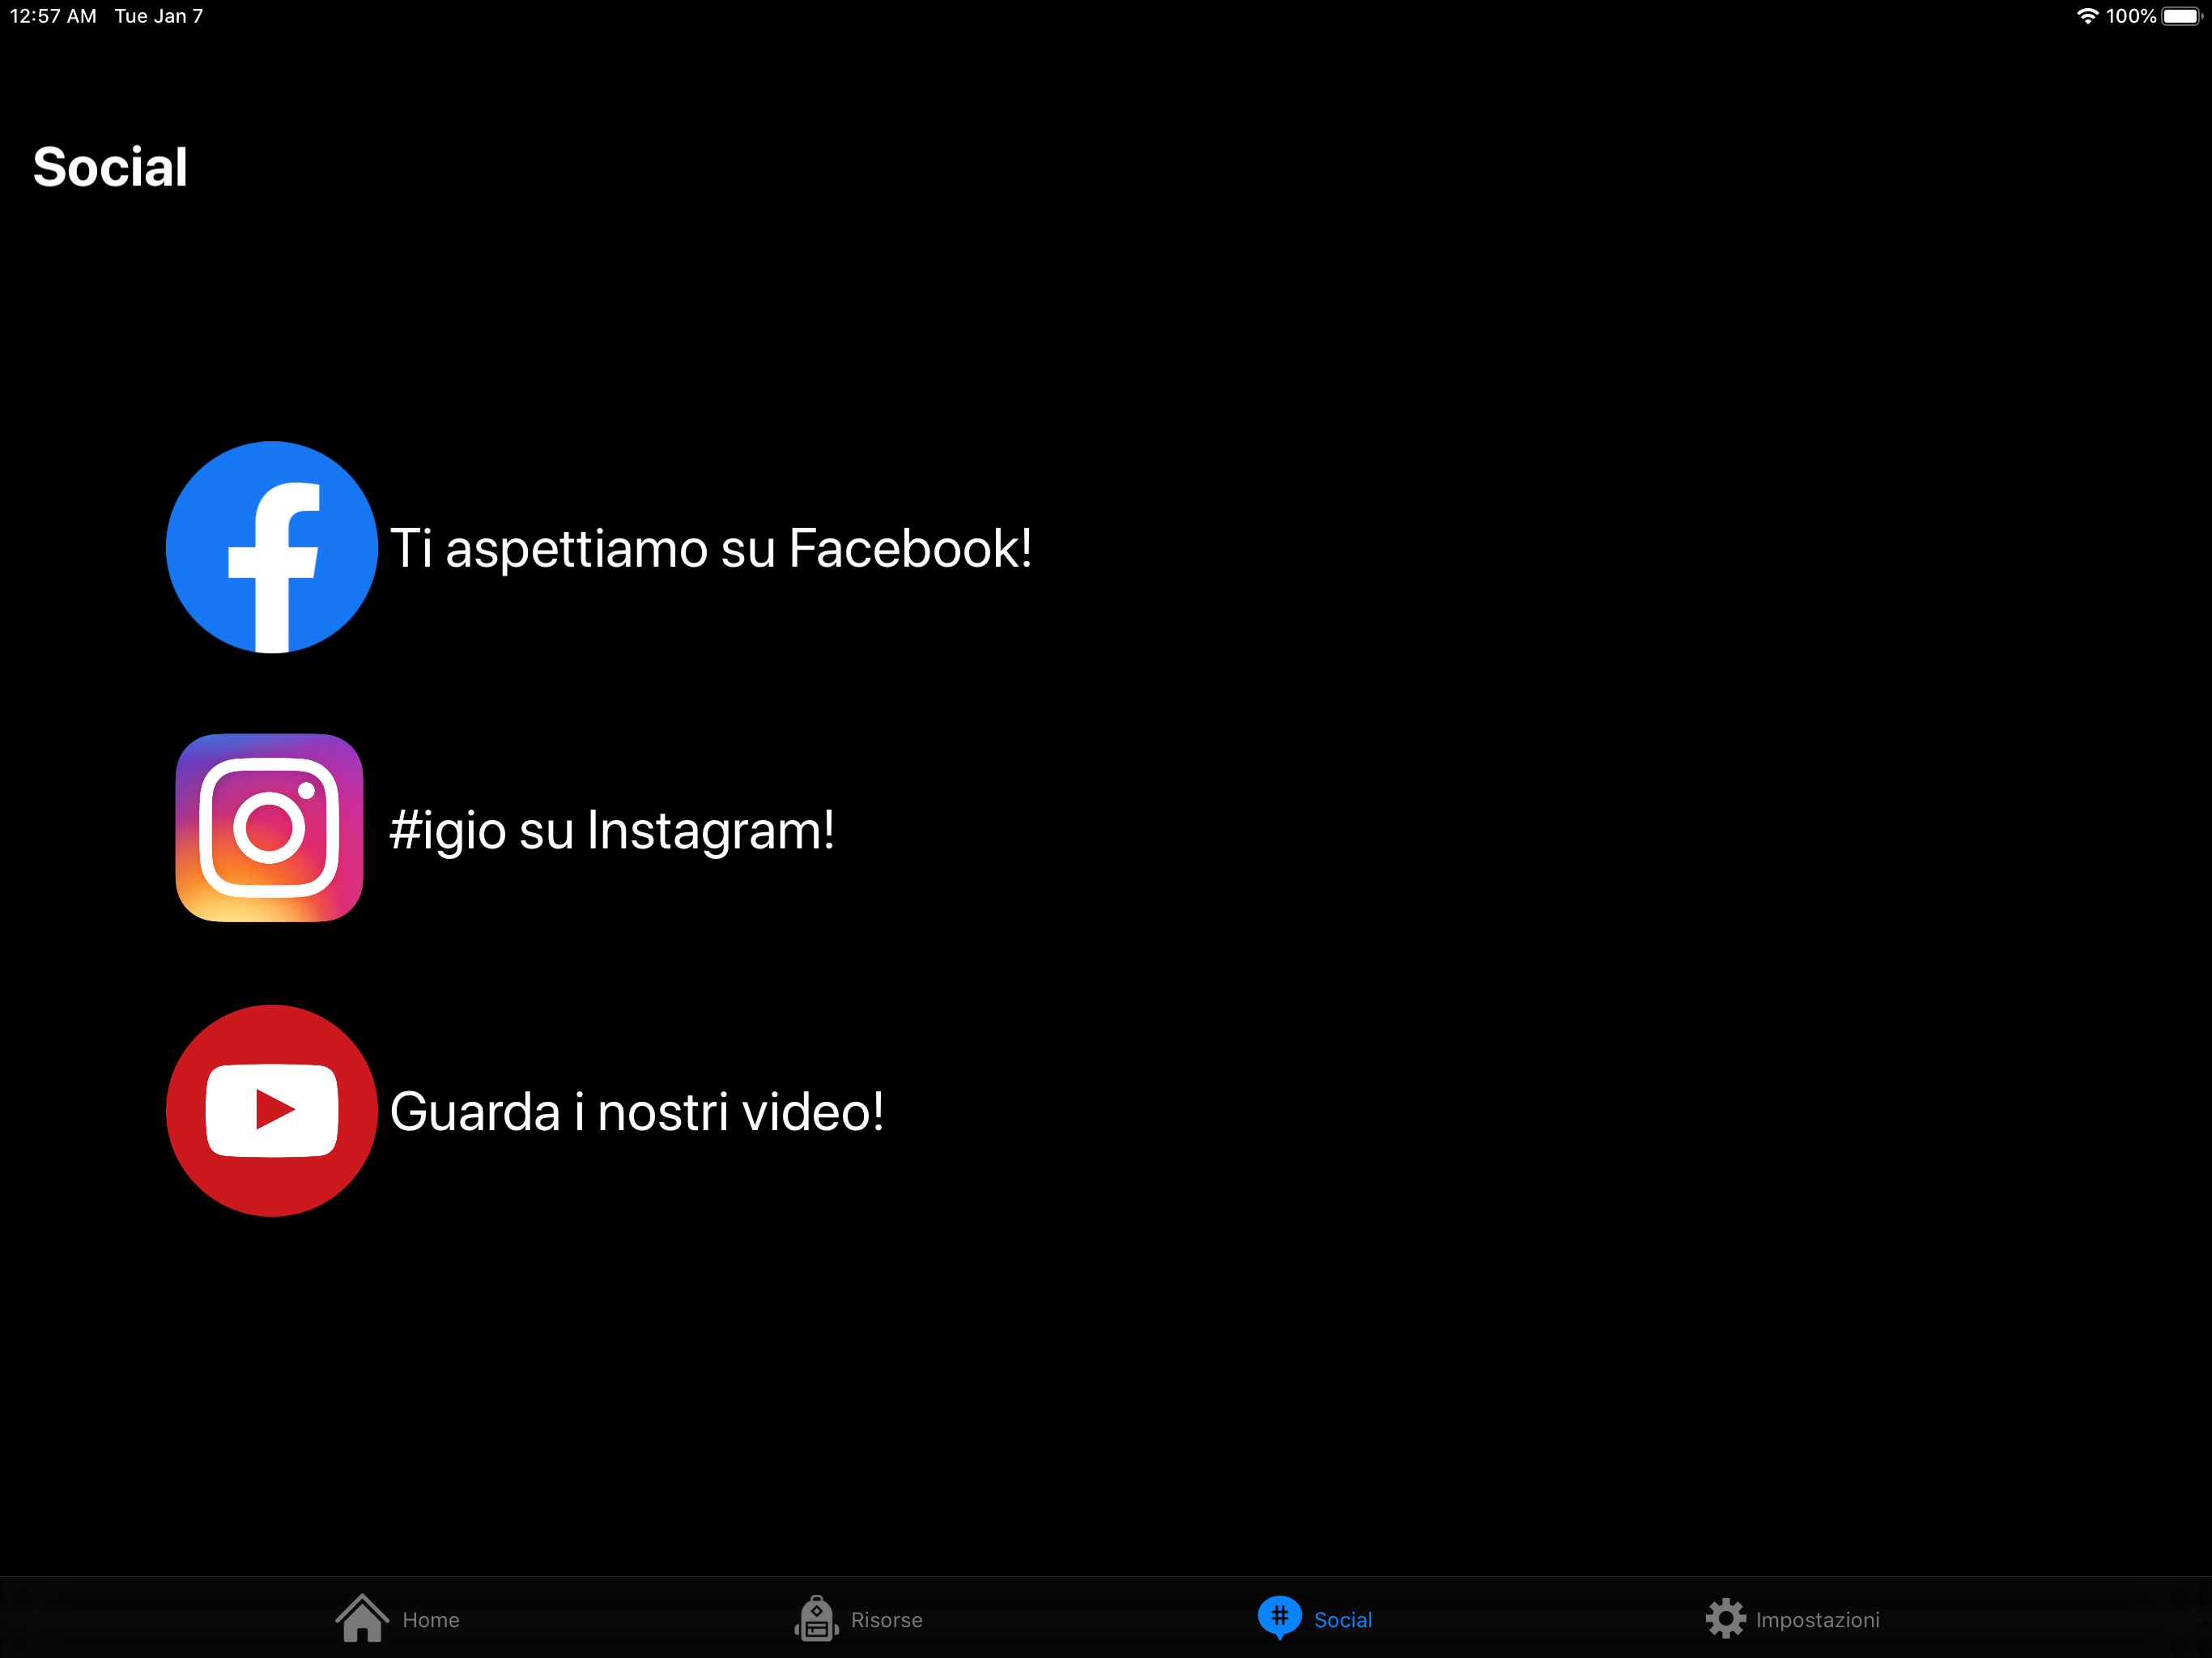 12:57 AM Tue Jan 7
100%
Social
Ti aspettiamo su Facebook!
#igio su Instagram!
Guarda i nostri video!
Home
Risorse
Social
Impostazioni